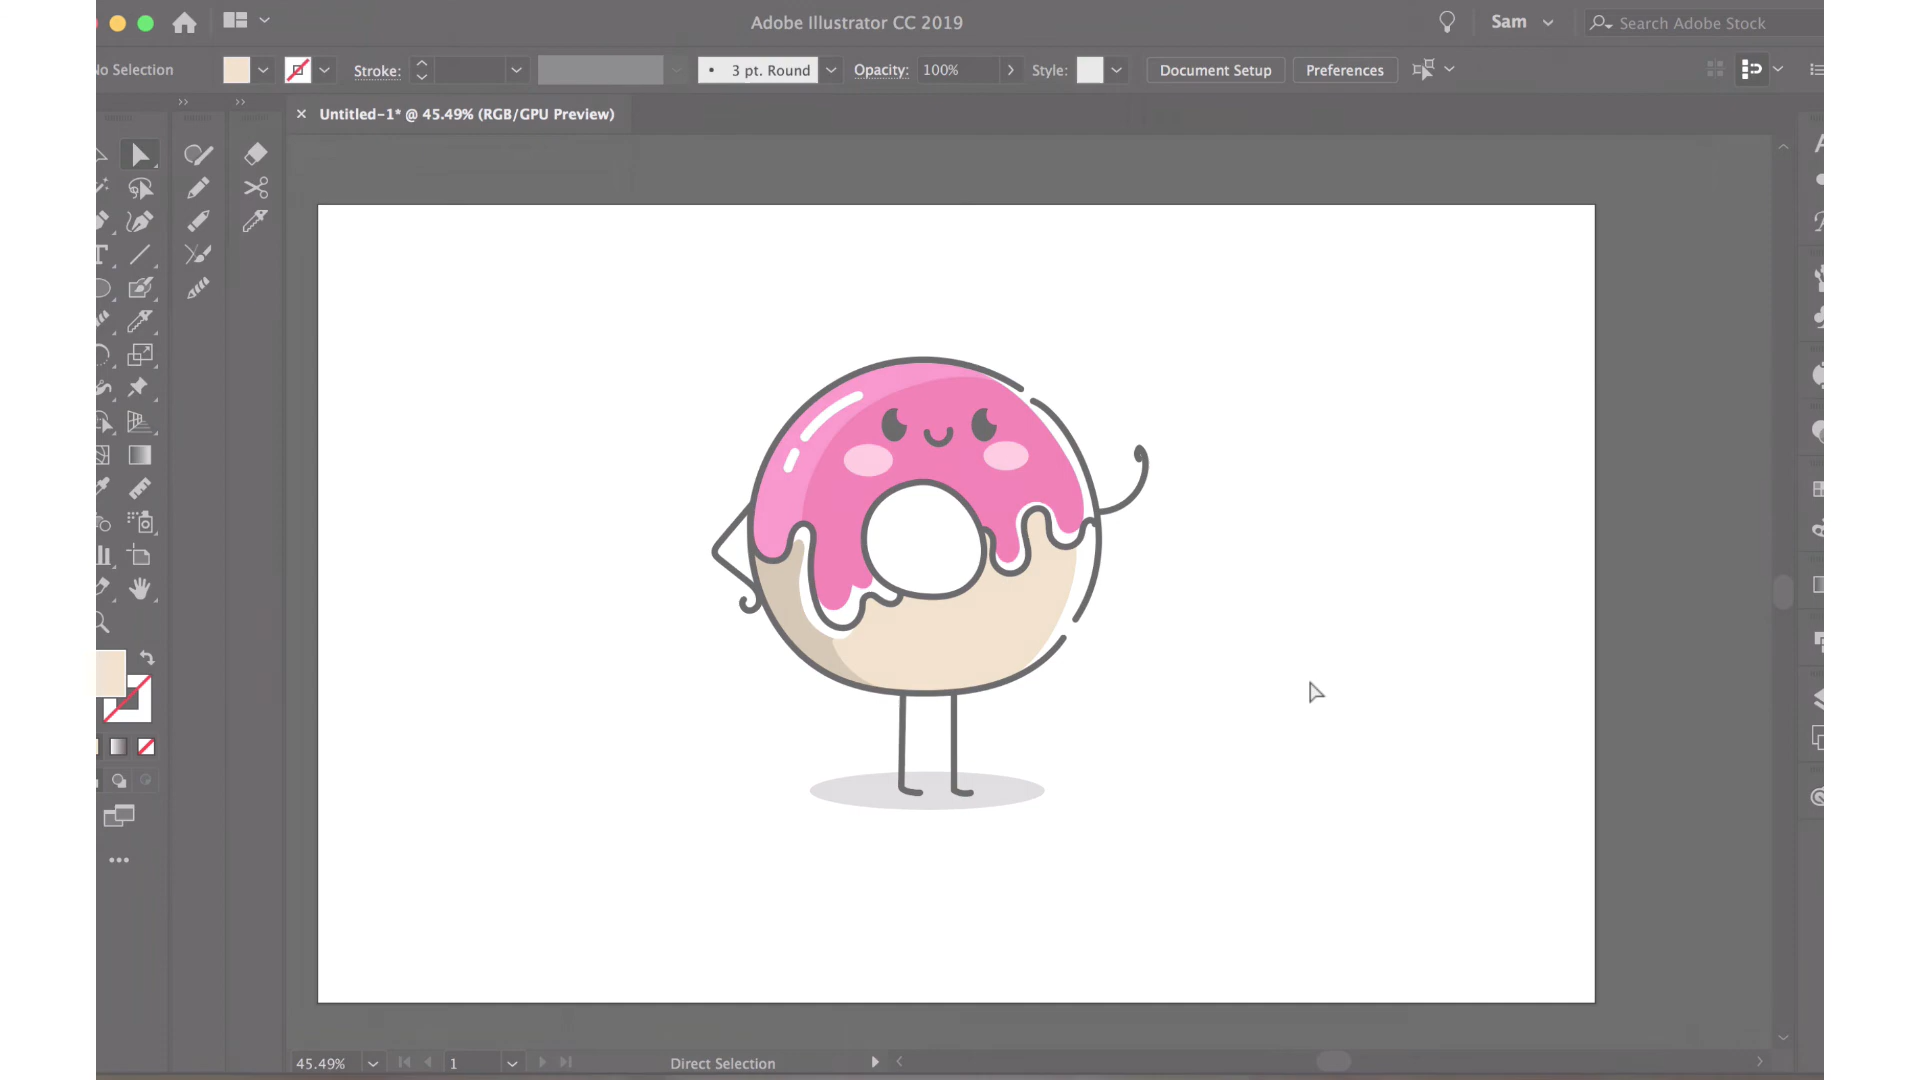 Adobe Illustrator CC 2019
Sam
Search Adobe Stock
No Selection
Stroke:
3 pt. Round
Opacity:
100%
Style:
Document Setup
Preferences
Untitled-1* @ 45.49% (RGB/GPU Preview)
45.49%
1
Direct Selection